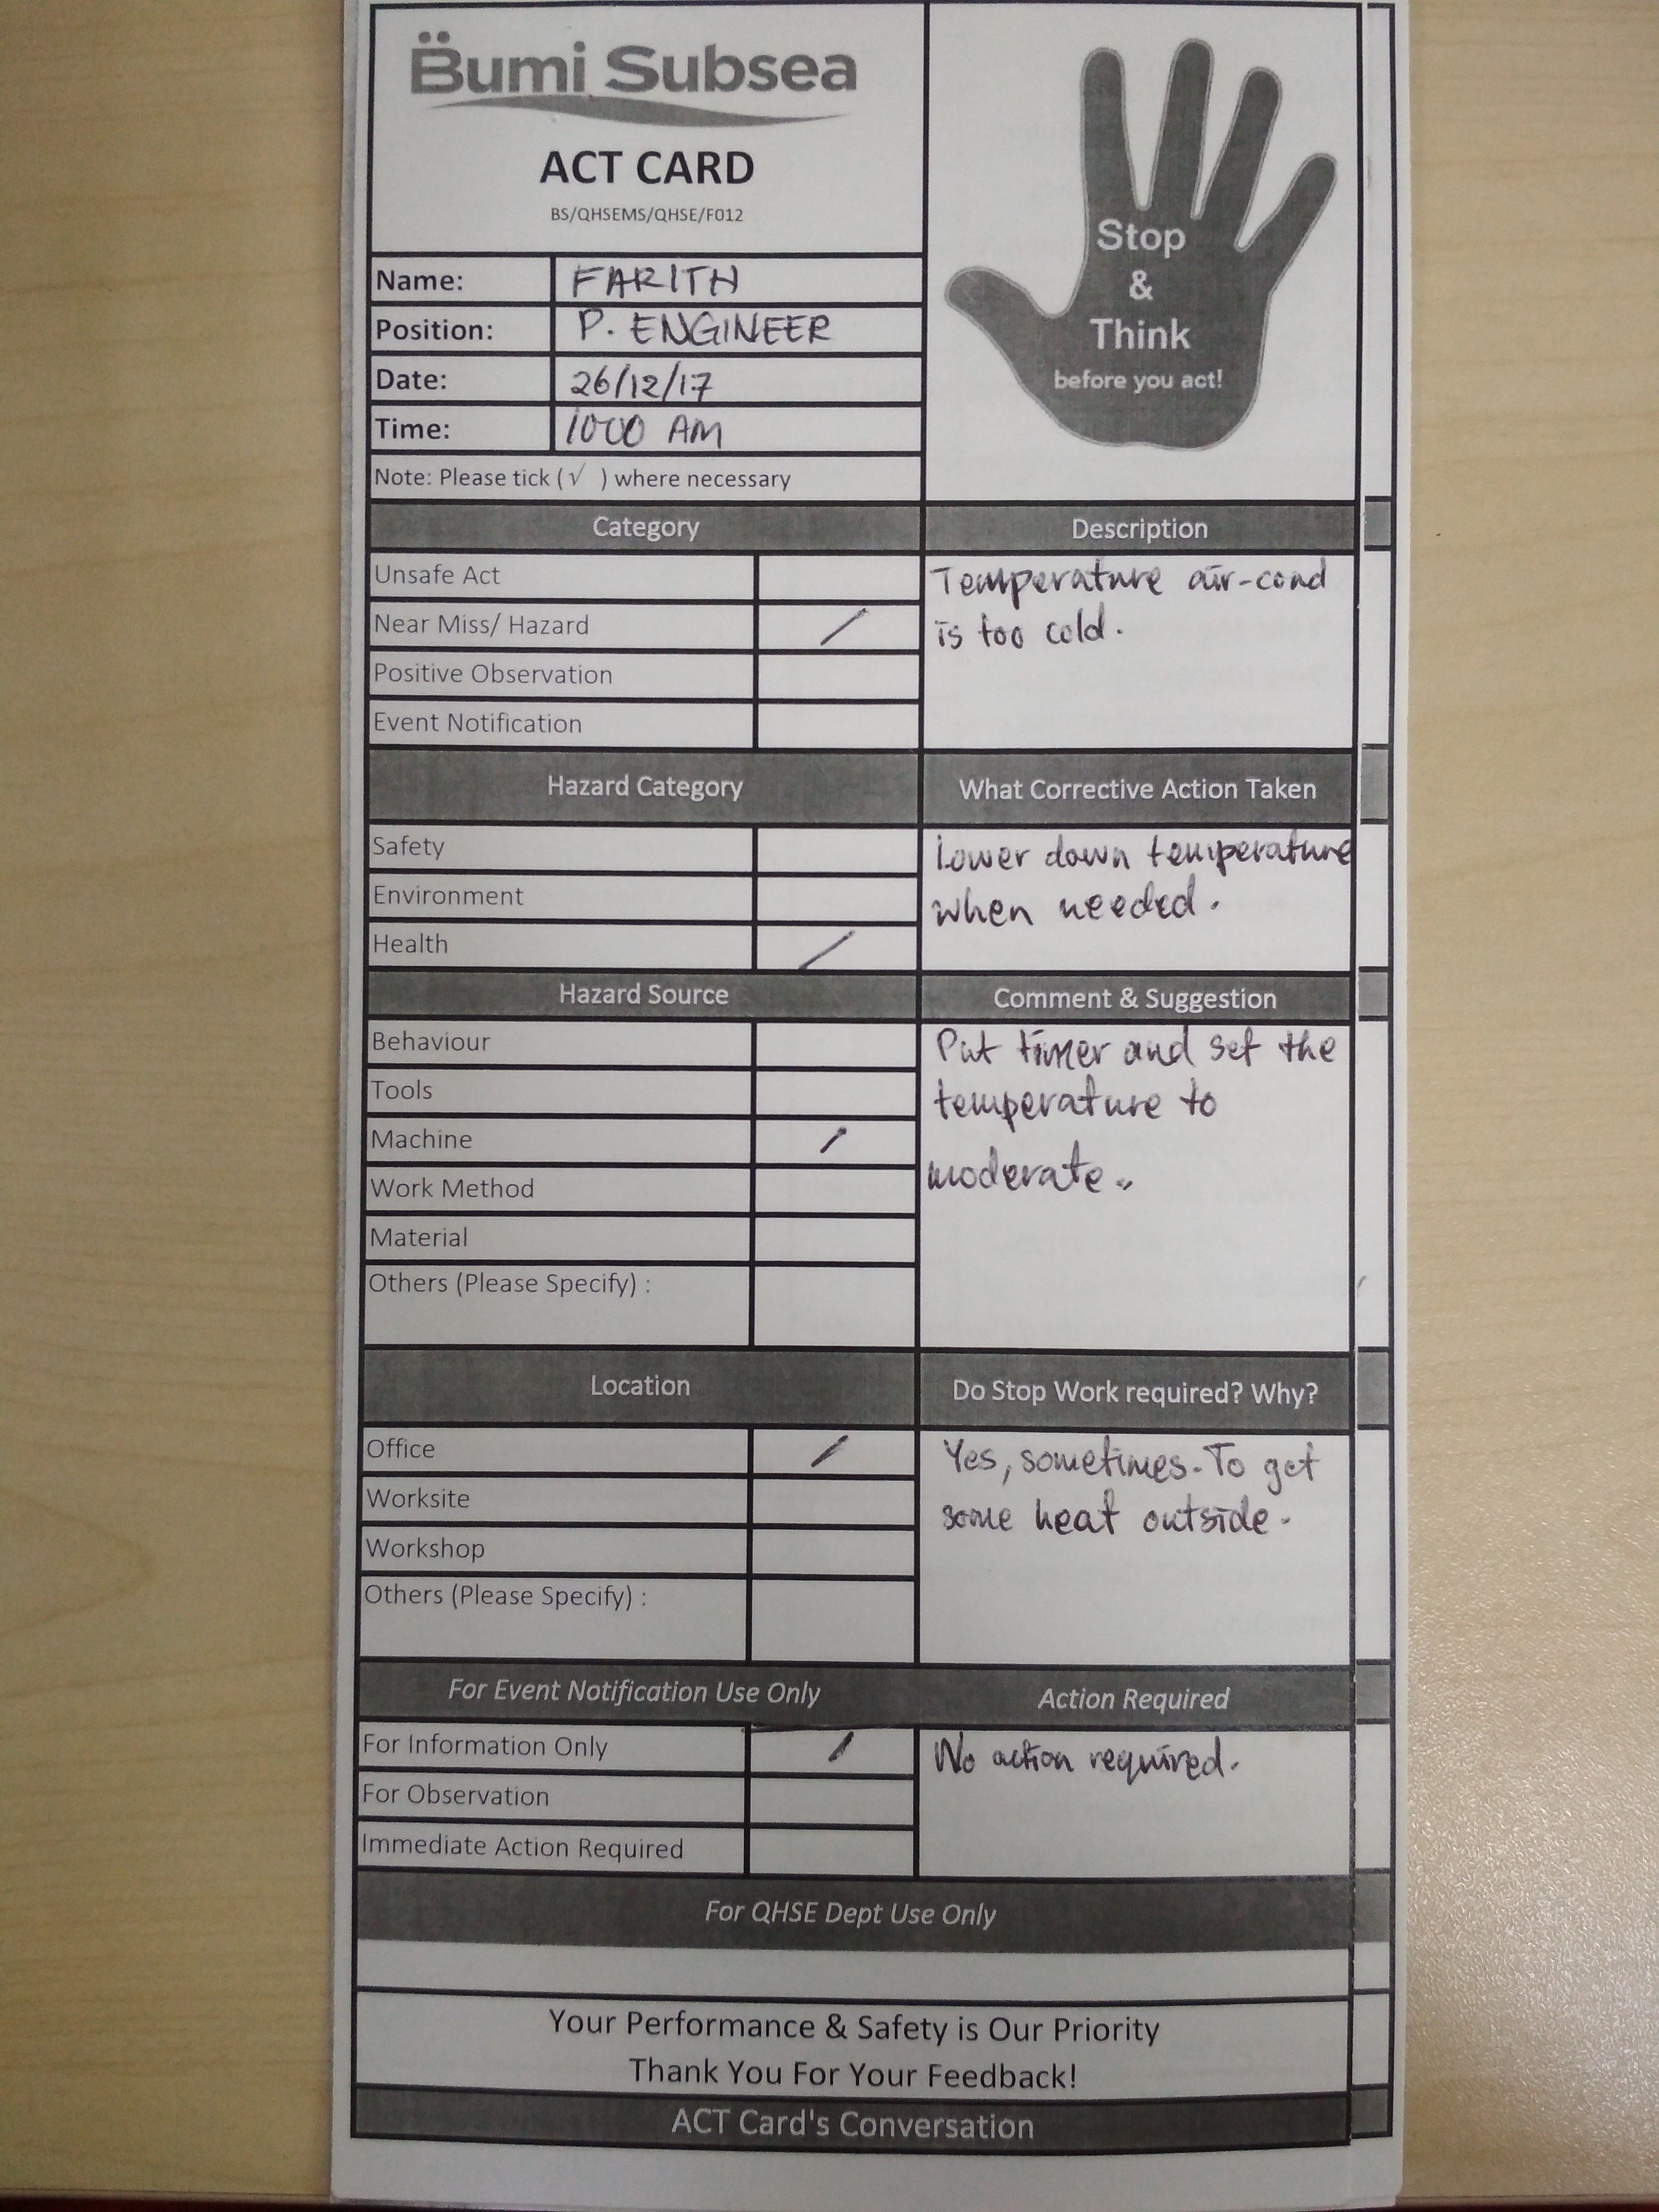 Bumi Subsea
ACT CARD
BS/QHSEMS/QHSE/F012
Stop
&
Think
before you act!
Name: FARITH
Position: P. ENGINEER
Date: 26/12/17
Time: 1000 AM
Note: Please tick (√ ) where necessary
Category
Description
Unsafe Act
Near Miss/ Hazard /
Positive Observation
Event Notification
Temperature air-cond
is too cold.
Hazard Category
What Corrective Action Taken
Safety
Environment
Health /
lower down temperature
when needed.
Hazard Source
Comment & Suggestion
Behaviour
Tools
Machine /
Work Method
Material
Others (Please Specify) :
Put timer and set the
temperature to
moderate..
Location
Do Stop Work required? Why?
Office /
Worksite
Workshop
Others (Please Specify) :
Yes, sometimes. To get
some heat outside.
For Event Notification Use Only
Action Required
For Information Only /
For Observation
Immediate Action Required
No action required.
For QHSE Dept Use Only
Your Performance & Safety is Our Priority
Thank You For Your Feedback!
ACT Card's Conversation